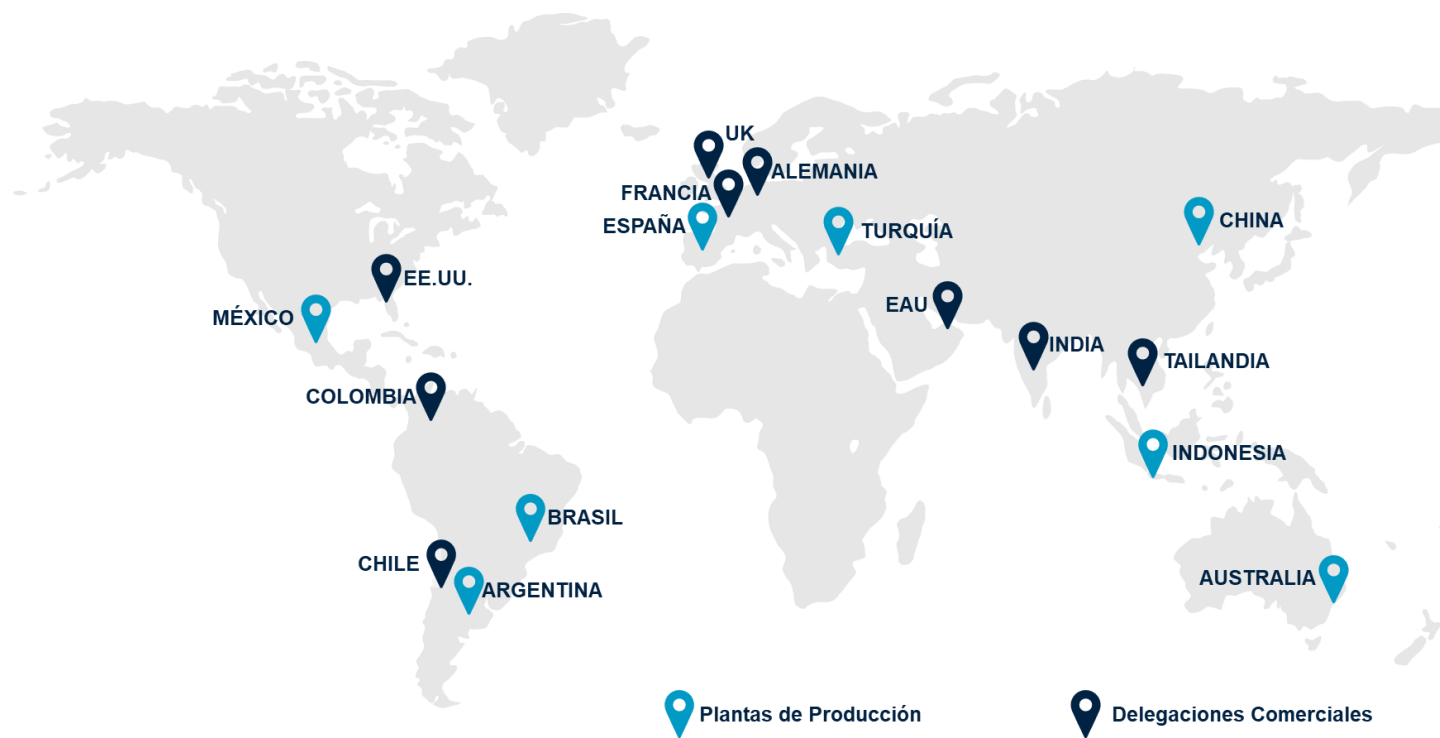 UK
ALEMANIA
FRANCIA
ESPAÑA
TURQUÍA
CHINA
EE.UU.
MÉXICO
EAU
INDIA
TAILANDIA
COLOMBIA
INDONESIA
BRASIL
CHILE
ARGENTINA
AUSTRALIA
Plantas de Producción
Delegaciones Comerciales